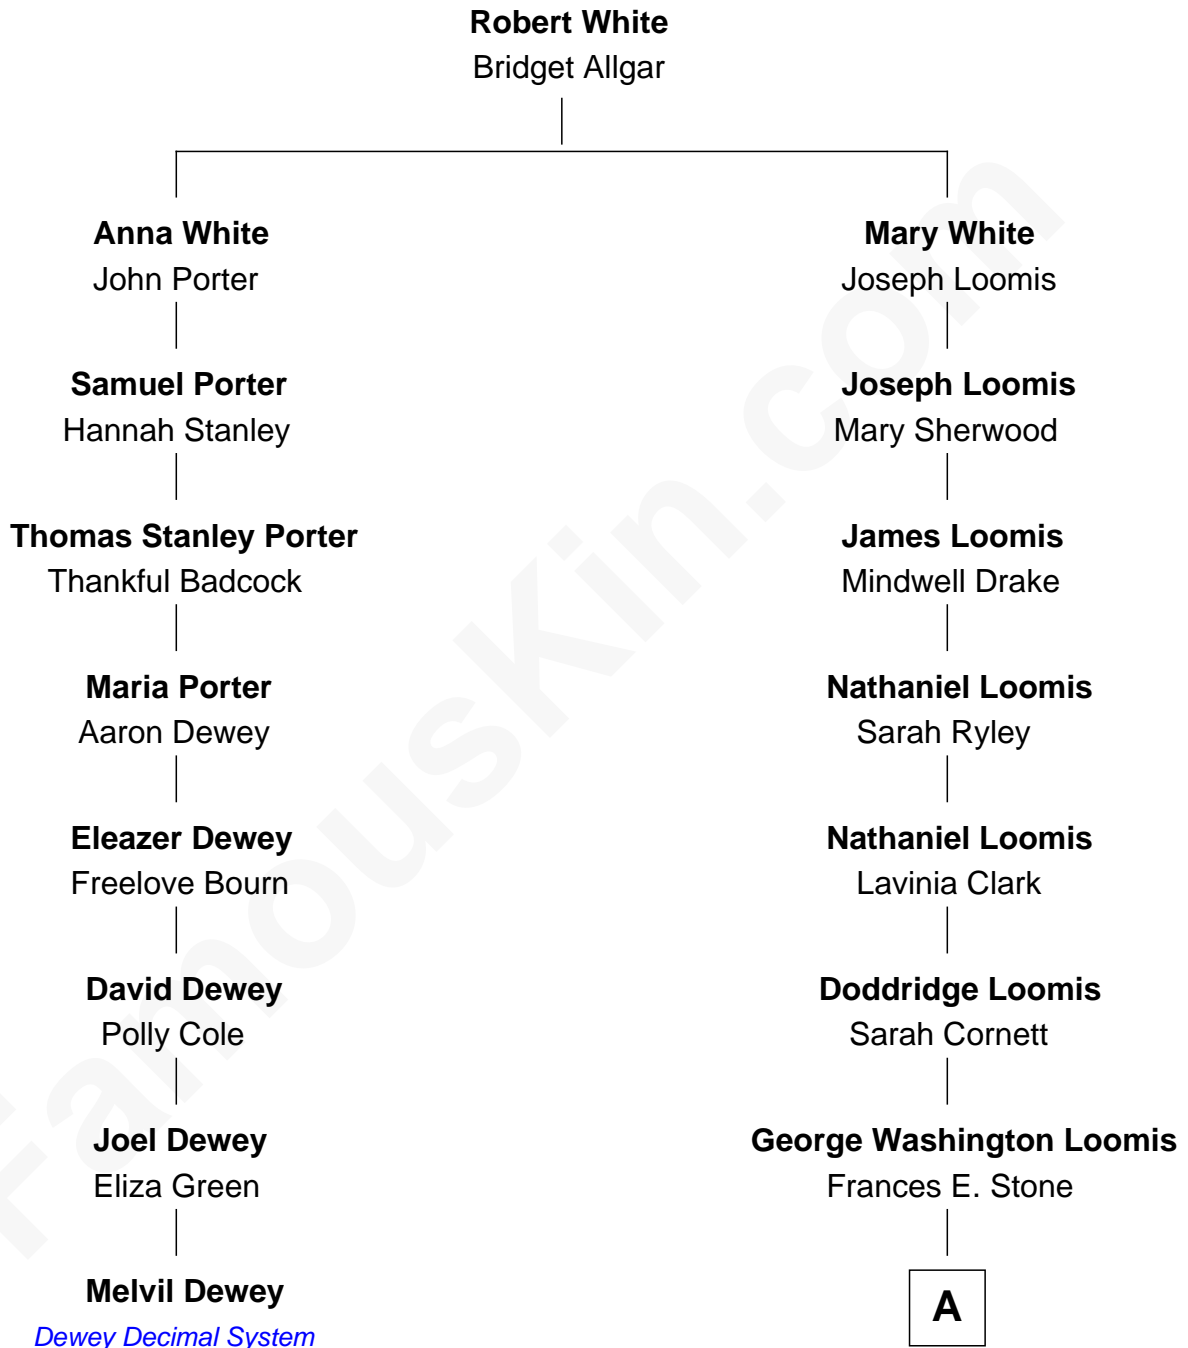 Robert White
Bridget Allgar
Anna White
John Porter
Mary White
Joseph Loomis
Samuel Porter
Hannah Stanley
Joseph Loomis
Mary Sherwood
Thomas Stanley Porter
Thankful Badcock
James Loomis
Mindwell Drake
Maria Porter
Aaron Dewey
Nathaniel Loomis
Sarah Ryley
Eleazer Dewey
Freelove Bourn
Nathaniel Loomis
Lavinia Clark
David Dewey
Polly Cole
Doddridge Loomis
Sarah Cornett
Joel Dewey
Eliza Green
George Washington Loomis
Frances E. Stone
Melvil Dewey
Dewey Decimal System
A
FamousKin.com